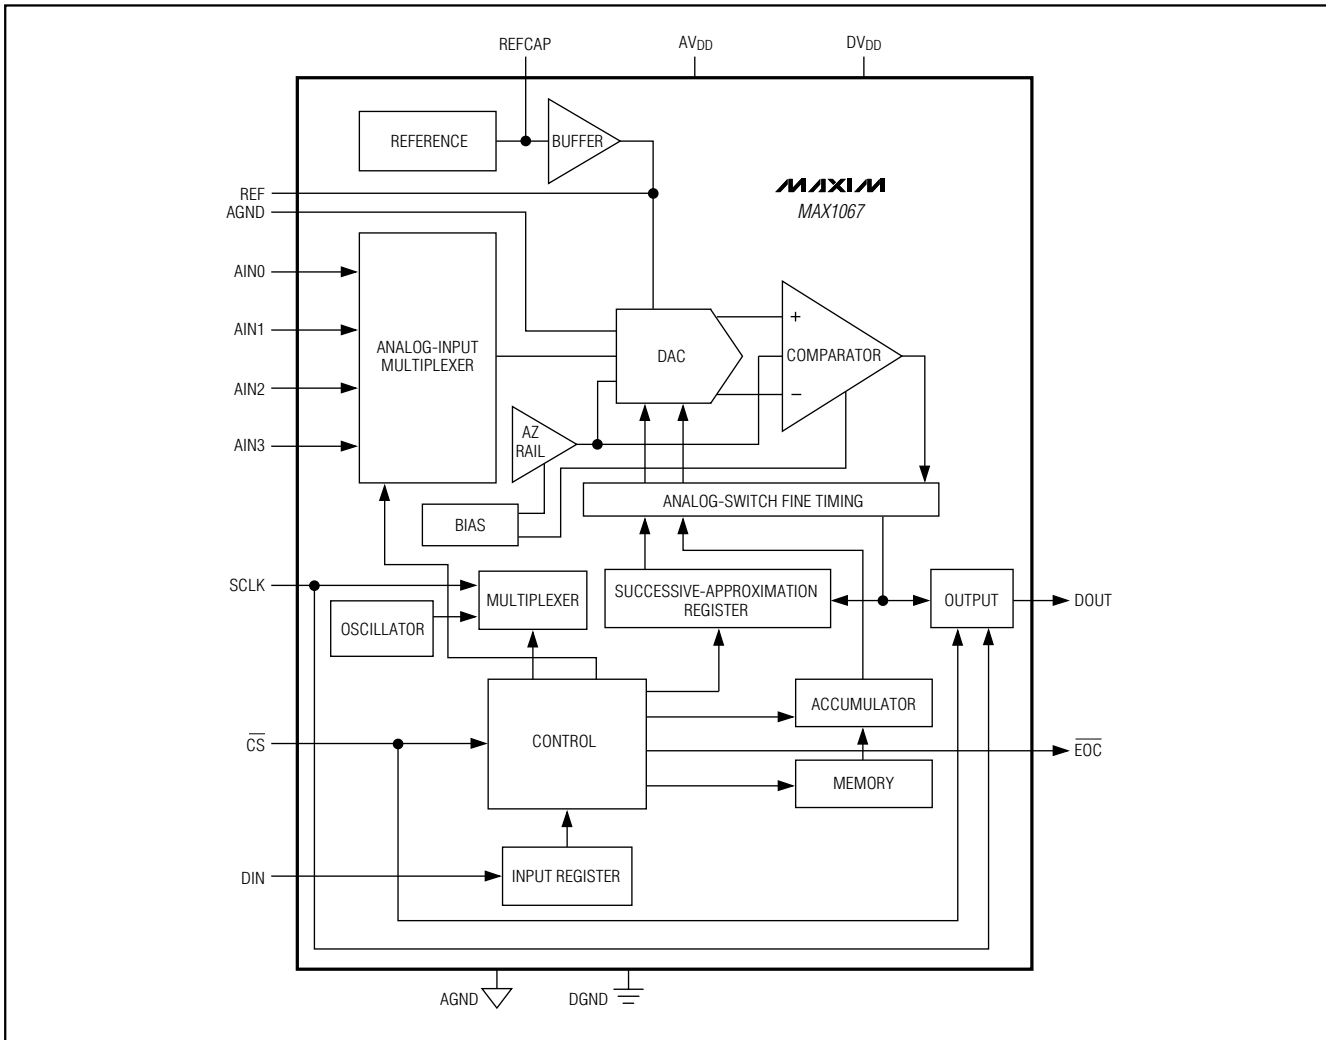 REFCAP
AVDD
DVDD
REFERENCE
BUFFER
REF
AGND
MAXIM
MAX1067
AIN0
AIN1
AIN2
AIN3
ANALOG-INPUT
MULTIPLEXER
DAC
+
COMPARATOR
−
AZ
RAIL
ANALOG-SWITCH FINE TIMING
BIAS
SCLK
MULTIPLEXER
OSCILLATOR
SUCCESSIVE-APPROXIMATION
REGISTER
OUTPUT
DOUT
CONTROL
ACCUMULATOR
C̅S̅
E̅O̅C̅
MEMORY
DIN
INPUT REGISTER
AGND
DGND